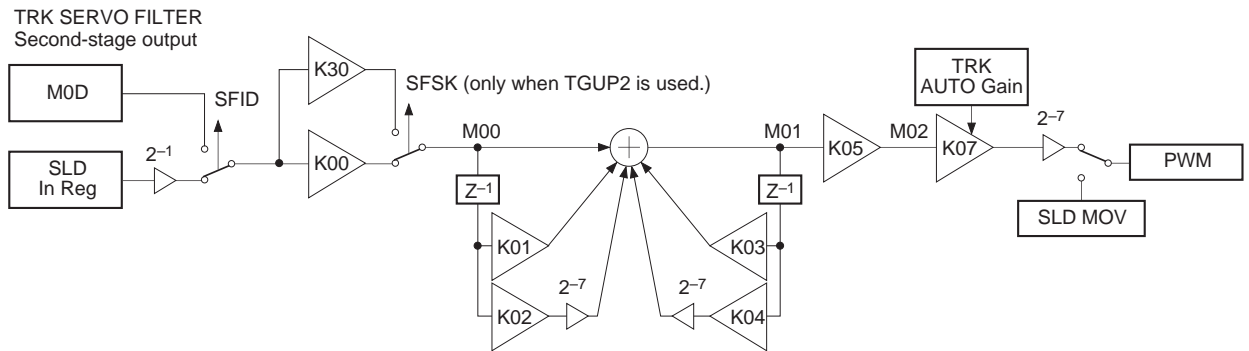 TRK SERVO FILTER
Second-stage output
M0D
SFID
K30
SFSK (only when TGUP2 is used.)
TRK
AUTO Gain
SLD
In Reg
2–1
K00
M00
M01
K05
M02
K07
2–7
PWM
Z–1
Z–1
SLD MOV
K01
K03
K02
2–7
2–7
K04